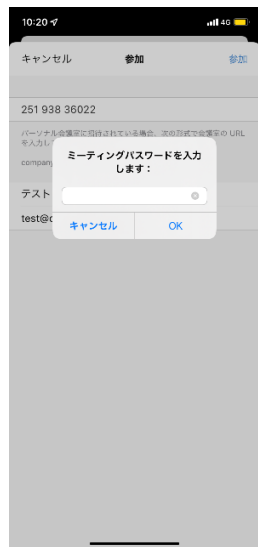 10:20
4G
キャンセル 参加 参加
251 938 36022
パーソナル会議室に招待されている場合、次の形式で会議室の URL
を入力し
ミーティングパスワードを入力
します：
company
テスト
test@c
キャンセル OK